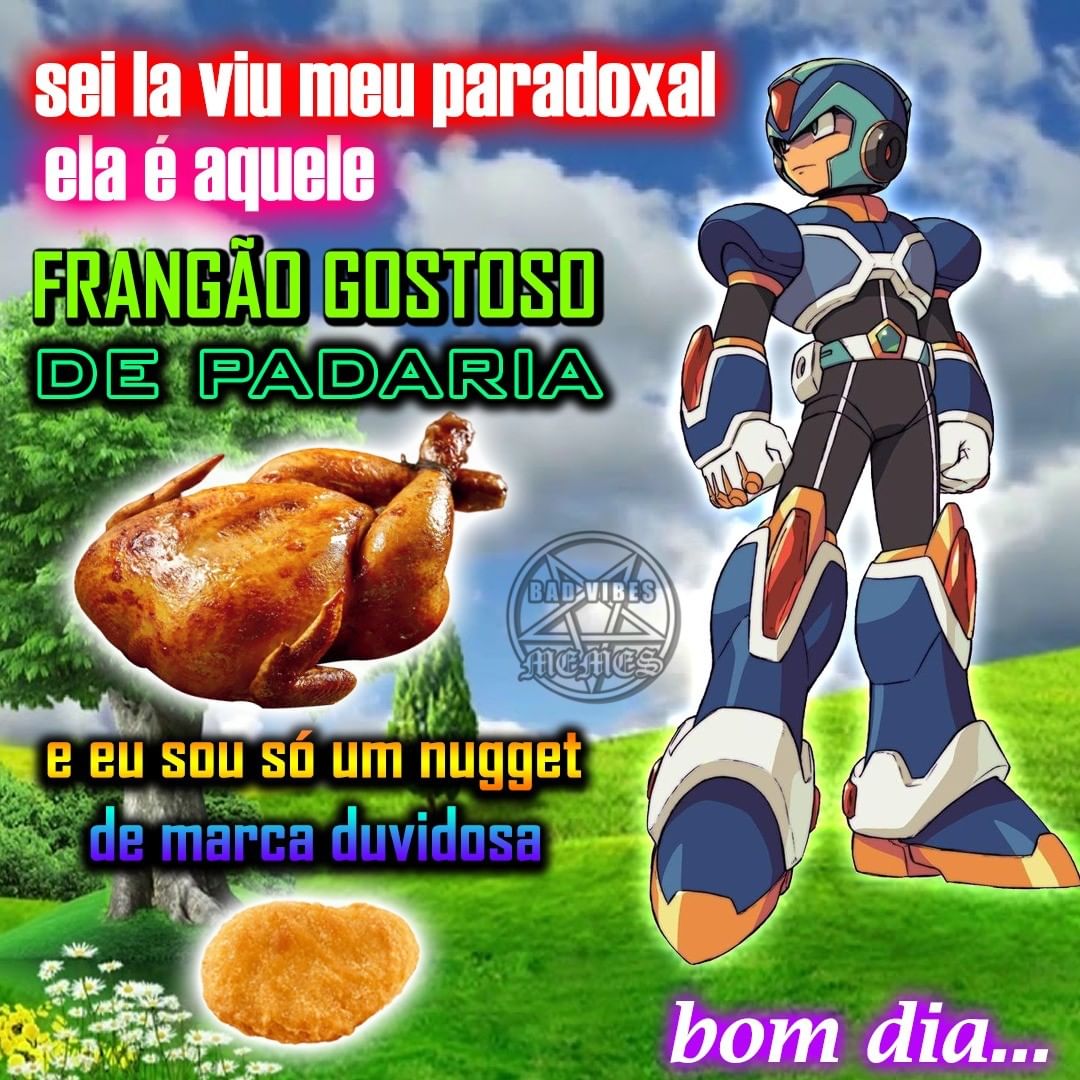 sei la viu meu paradoxal
ela é aquele
FRANGÃO GOSTOSO
DE PADARIA
BAD VIBES
MEMES
e eu sou só um nugget
de marca duvidosa
bom dia...